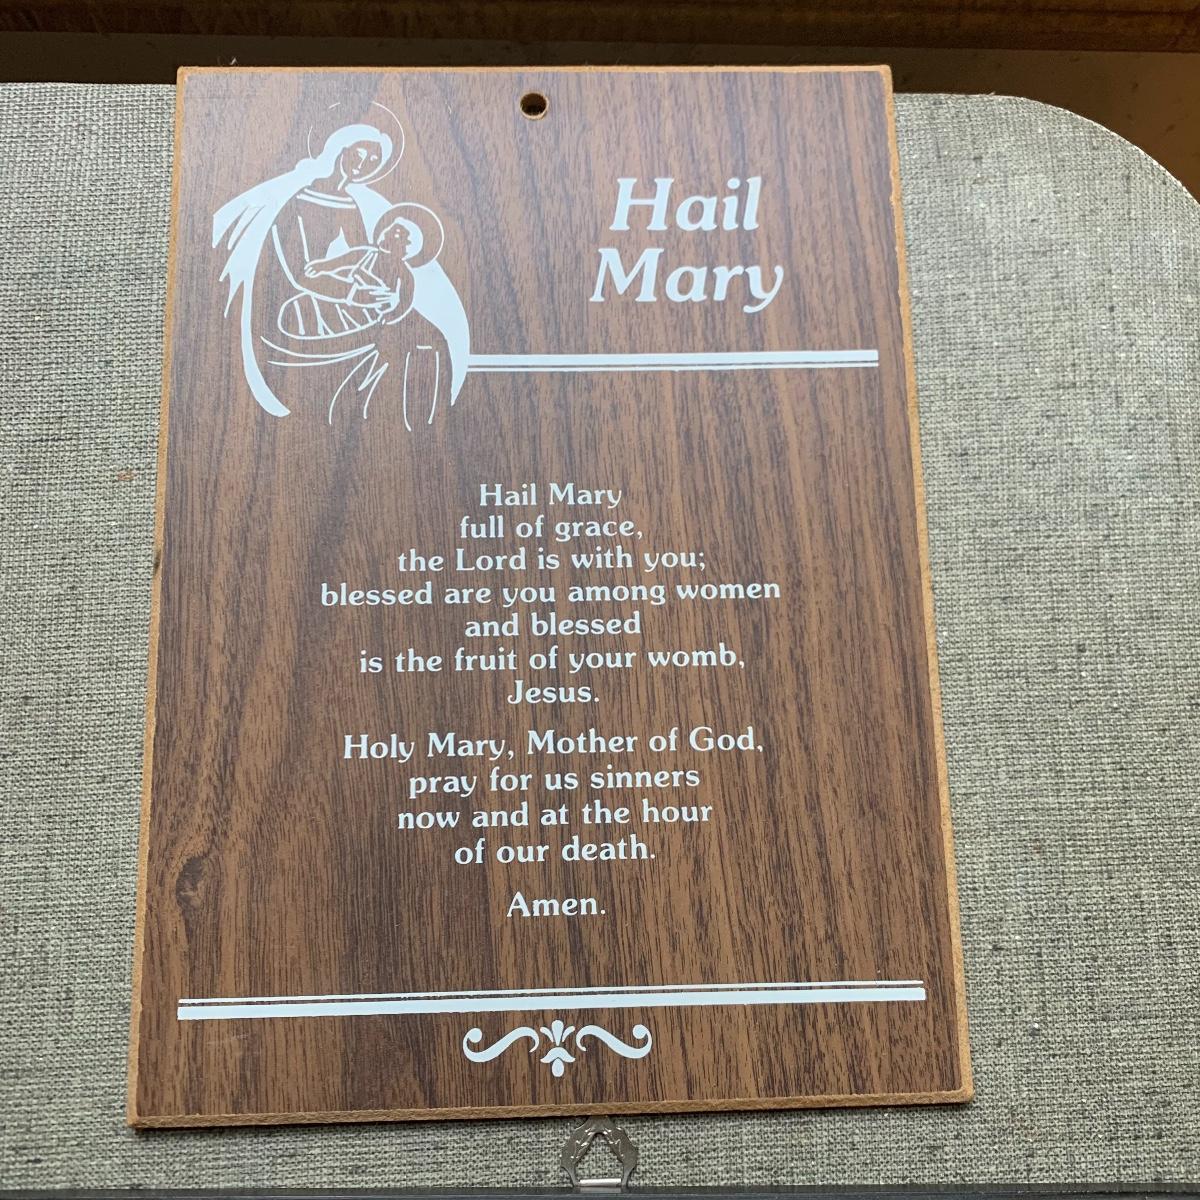 Hail
Mary
Hail Mary
full of grace,
the Lord is with you;
blessed are you among women
and blessed
is the fruit of your womb,
Jesus.
Holy Mary, Mother of God,
pray for us sinners
now and at the hour
of our death.
Amen.